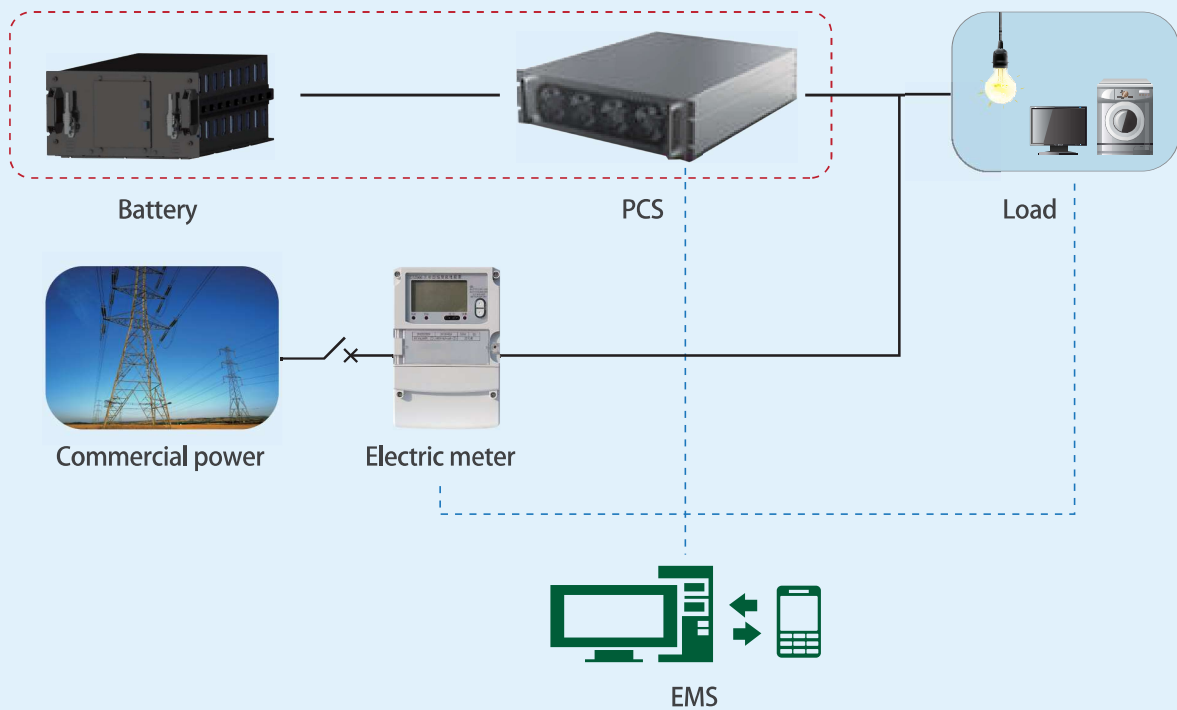 Battery
PCS
Load
Commercial power
Electric meter
EMS